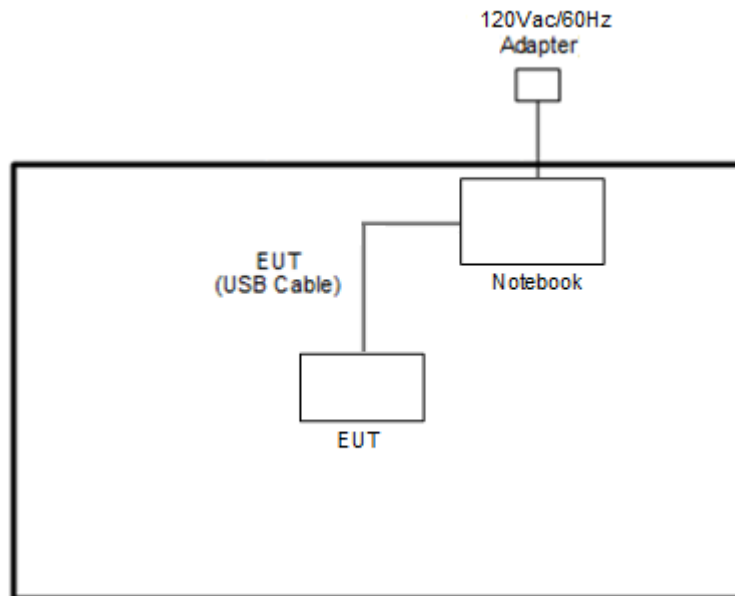 120Vac/60Hz
Adapter
Notebook
EUT
(USB Cable)
EUT